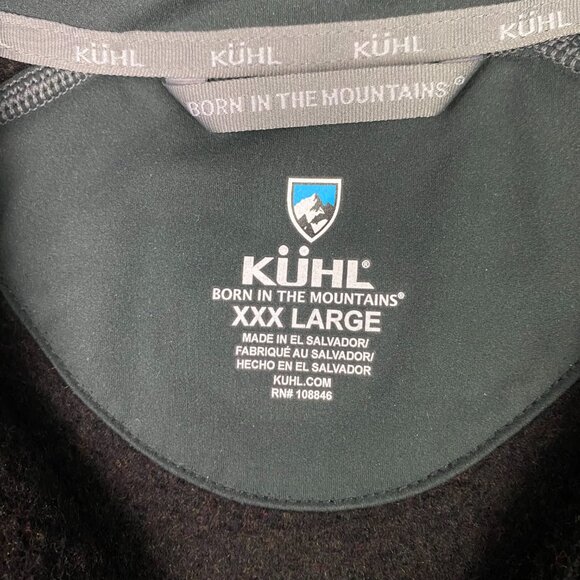 KÜHL KÜHL KÜHL KÜHL
BORN IN THE MOUNTAINS®
KÜHL®
BORN IN THE MOUNTAINS®
XXX LARGE
MADE IN EL SALVADOR/
FABRIQUÉ AU SALVADOR/
HECHO EN EL SALVADOR
KUHL.COM
RN# 108846